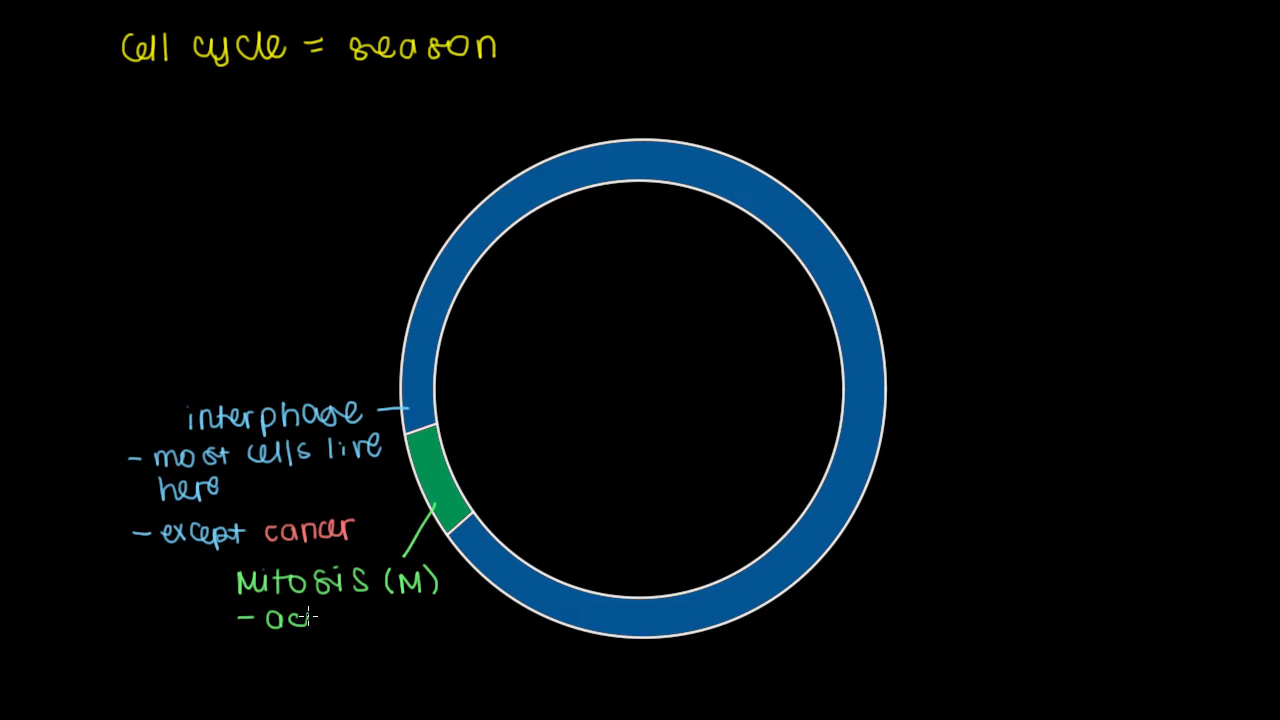 Cell cycle = season
interphase
- most cells live
here
- except cancer
Mitosis (M)
-